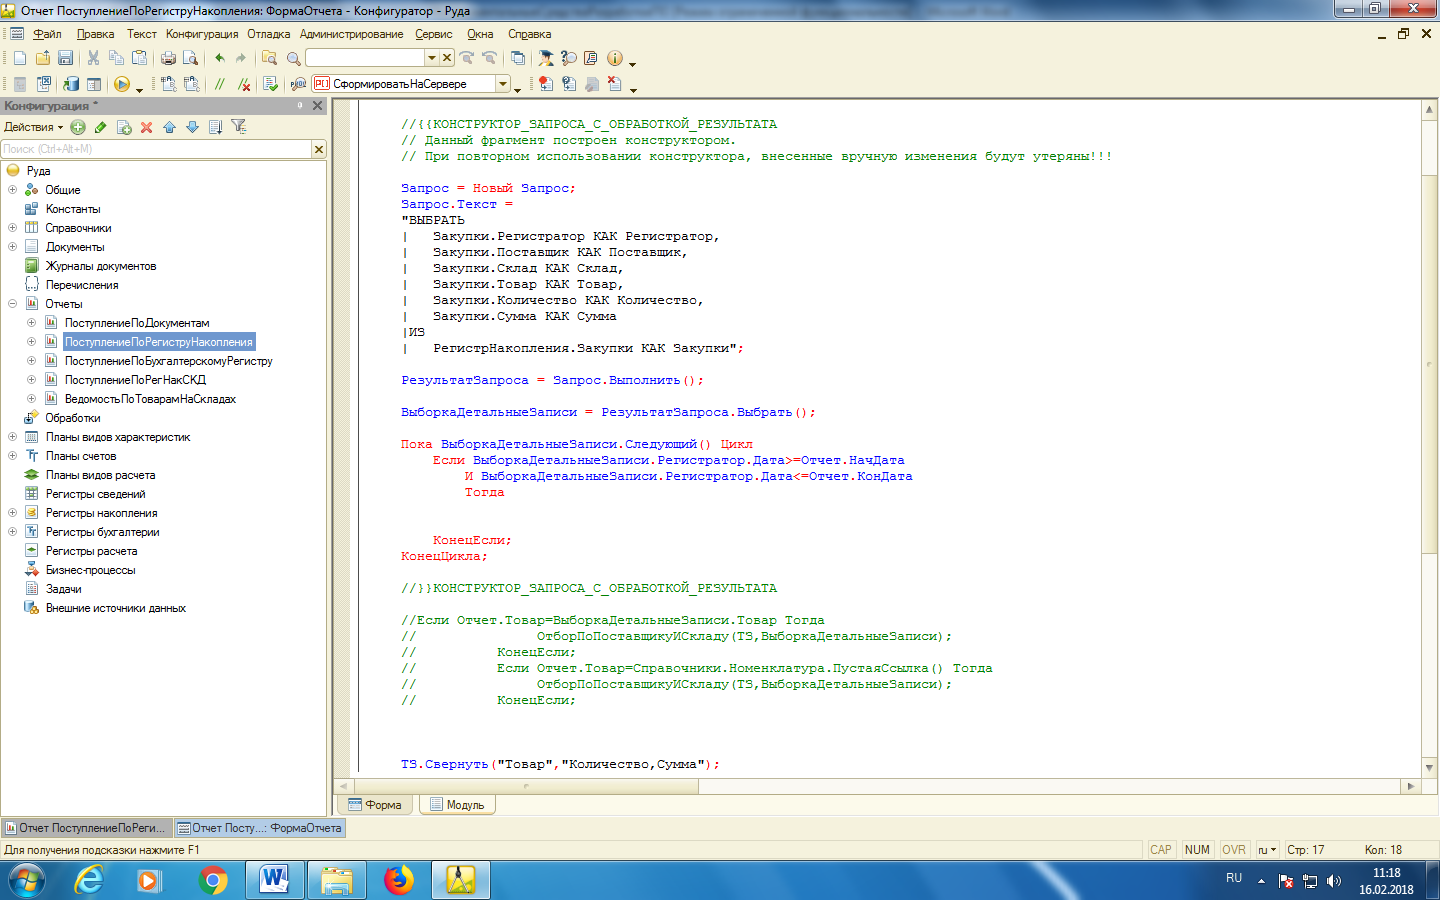 Отчет ПоступлениеПоРегиструНакопления: ФормаОтчета - Конфигуратор - Руда
Файл Правка Текст Конфигурация Отладка Администрирование Сервис Окна Справка
СформироватьНаСервере
Конфигурация *
Действия
Поиск (Ctrl+Alt+M)
Руда
Общие
Константы
Справочники
Документы
Журналы документов
Перечисления
Отчеты
ПоступлениеПоДокументам
ПоступлениеПоРегиструНакопления
ПоступлениеПоБухгалтерскомуРегистру
ПоступлениеПоРегНакСКД
ВедомостьПоТоварамНаСкладах
Обработки
Планы видов характеристик
Планы счетов
Планы видов расчета
Регистры сведений
Регистры накопления
Регистры бухгалтерии
Регистры расчета
Бизнес-процессы
Задачи
Внешние источники данных
//{{КОНСТРУКТОР_ЗАПРОСА_С_ОБРАБОТКОЙ_РЕЗУЛЬТАТА
// Данный фрагмент построен конструктором.
// При повторном использовании конструктора, внесенные вручную изменения будут утеряны!!!
Запрос = Новый Запрос;
Запрос.Текст =
"ВЫБРАТЬ
|   Закупки.Регистратор КАК Регистратор,
|   Закупки.Поставщик КАК Поставщик,
|   Закупки.Склад КАК Склад,
|   Закупки.Товар КАК Товар,
|   Закупки.Количество КАК Количество,
|   Закупки.Сумма КАК Сумма
|ИЗ
|   РегистрНакопления.Закупки КАК Закупки";
РезультатЗапроса = Запрос.Выполнить();
ВыборкаДетальныеЗаписи = РезультатЗапроса.Выбрать();
Пока ВыборкаДетальныеЗаписи.Следующий() Цикл
Если ВыборкаДетальныеЗаписи.Регистратор.Дата>=Отчет.НачДата
И ВыборкаДетальныеЗаписи.Регистратор.Дата<=Отчет.КонДата
Тогда
КонецЕсли;
КонецЦикла;
//}}КОНСТРУКТОР_ЗАПРОСА_С_ОБРАБОТКОЙ_РЕЗУЛЬТАТА
//Если Отчет.Товар=ВыборкаДетальныеЗаписи.Товар Тогда
//               ОтборПоПоставщикуИСкладу(ТЗ,ВыборкаДетальныеЗаписи);
//          КонецЕсли;
//          Если Отчет.Товар=Справочники.Номенклатура.ПустаяСсылка() Тогда
//               ОтборПоПоставщикуИСкладу(ТЗ,ВыборкаДетальныеЗаписи);
//          КонецЕсли;
ТЗ.Свернуть("Товар","Количество,Сумма");
Форма Модуль
Отчет ПоступлениеПоРеги... Отчет Посту...: ФормаОтчета
Для получения подсказки нажмите F1 CAP NUM OVR ru Стр: 17 Кол: 18
RU 11:18
16.02.2018